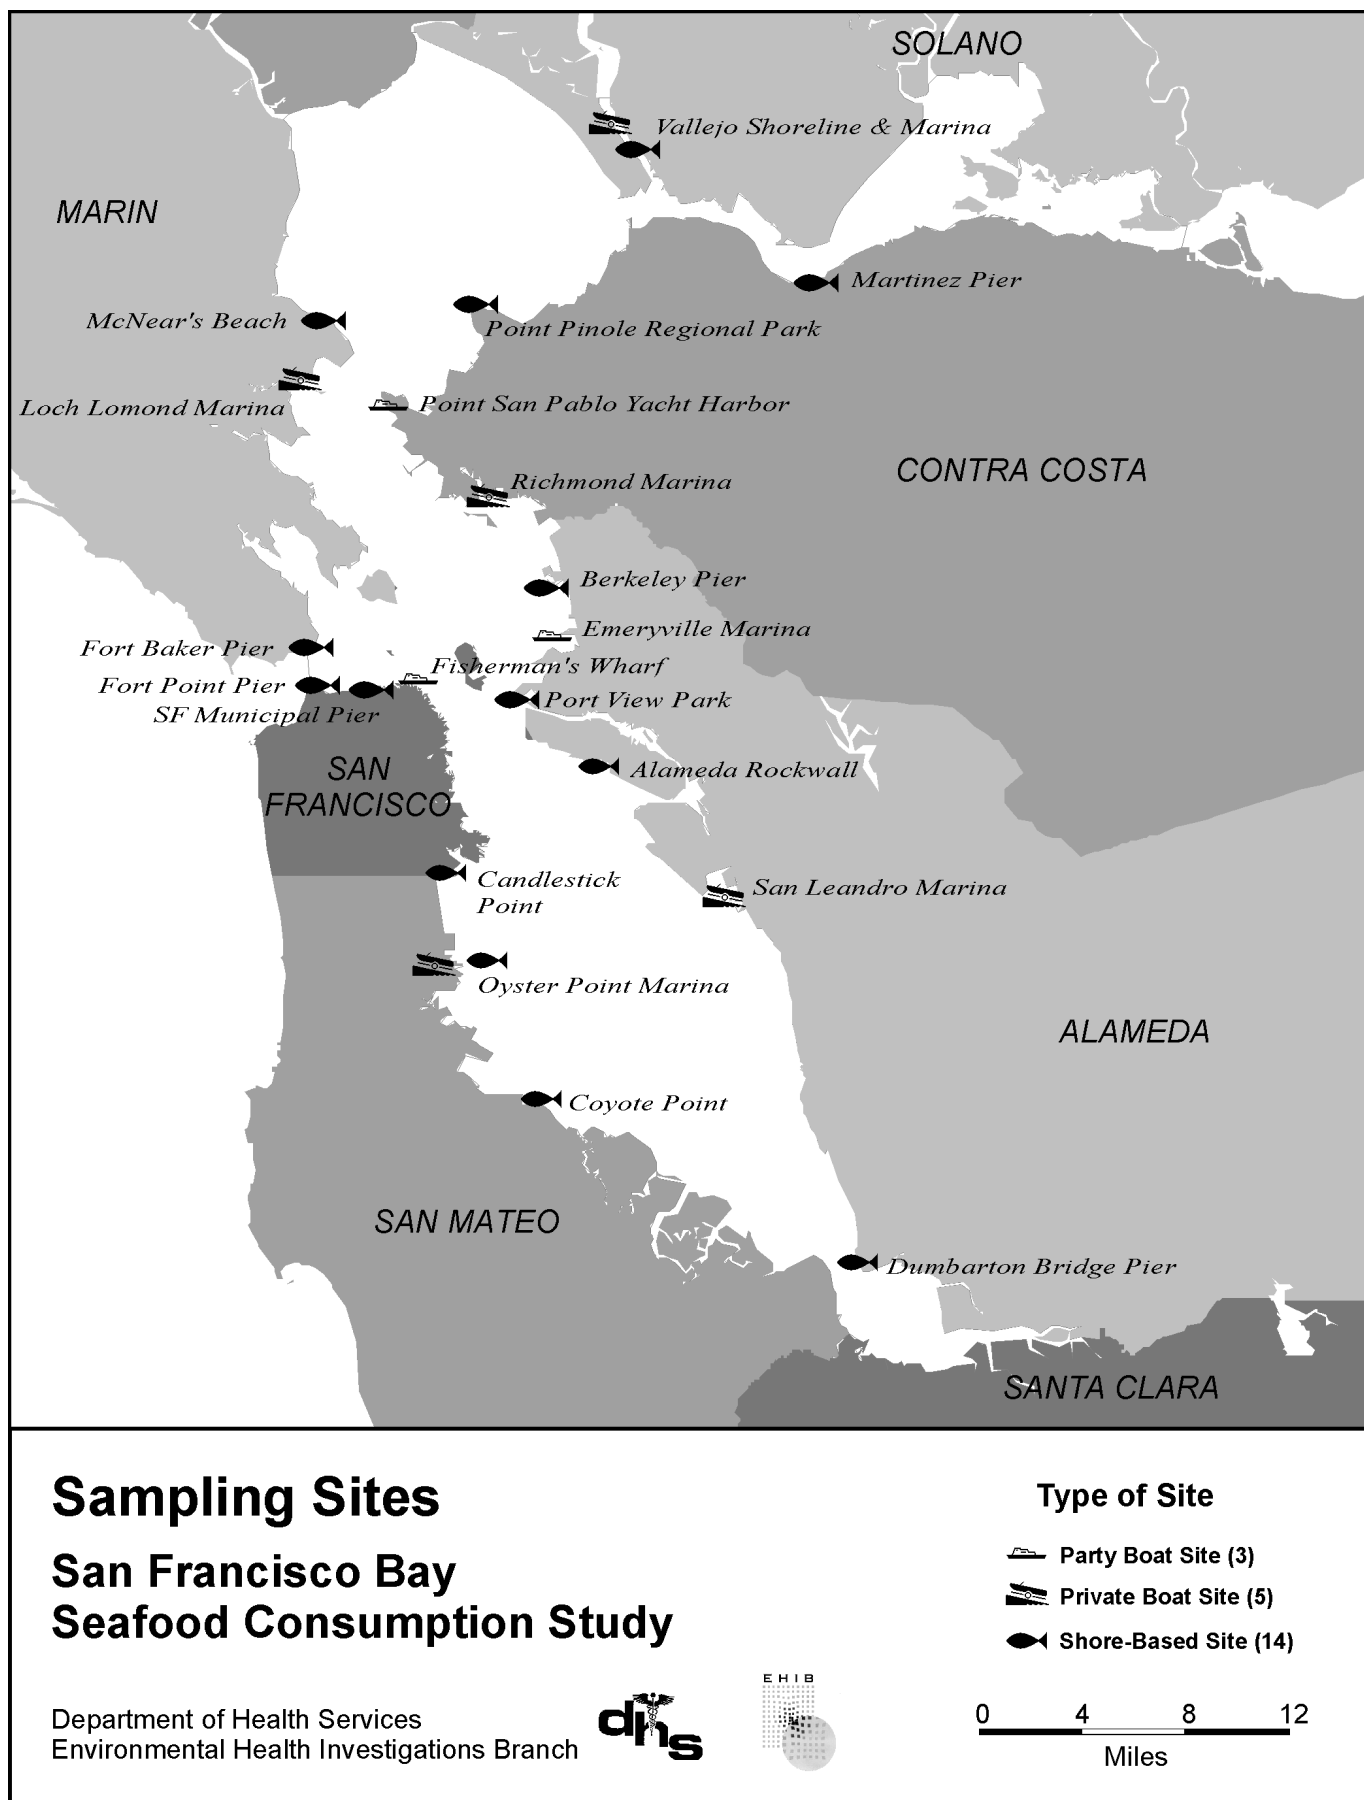 SOLANO
Vallejo Shoreline & Marina
MARIN
Martinez Pier
McNear's Beach
Point Pinole Regional Park
Loch Lomond Marina
Point San Pablo Yacht Harbor
CONTRA COSTA
Richmond Marina
Berkeley Pier
Emeryville Marina
Fort Baker Pier
Fisherman's Wharf
Fort Point Pier
Port View Park
SF Municipal Pier
SAN
FRANCISCO
Alameda Rockwall
Candlestick
Point
San Leandro Marina
Oyster Point Marina
ALAMEDA
Coyote Point
SAN MATEO
Dumbarton Bridge Pier
SANTA CLARA
Sampling Sites
San Francisco Bay
Seafood Consumption Study
Department of Health Services
Environmental Health Investigations Branch
dhs
EHIB
Type of Site
Party Boat Site (3)
Private Boat Site (5)
Shore-Based Site (14)
0 4 8 12
Miles